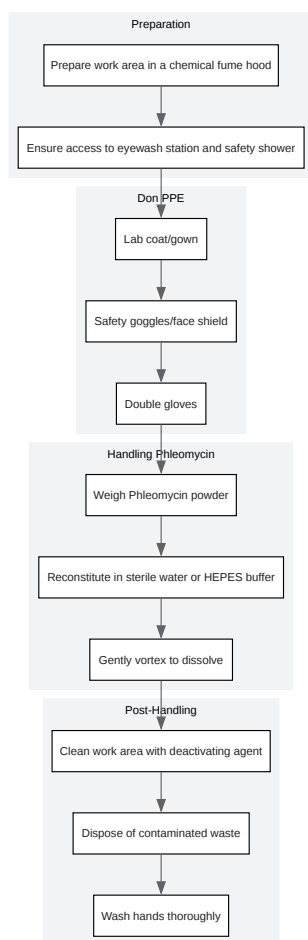 Preparation
Prepare work area in a chemical fume hood
Ensure access to eyewash station and safety shower
Don PPE
Lab coat/gown
Safety goggles/face shield
Double gloves
Handling Phleomycin
Weigh Phleomycin powder
Reconstitute in sterile water or HEPES buffer
Gently vortex to dissolve
Post-Handling
Clean work area with deactivating agent
Dispose of contaminated waste
Wash hands thoroughly